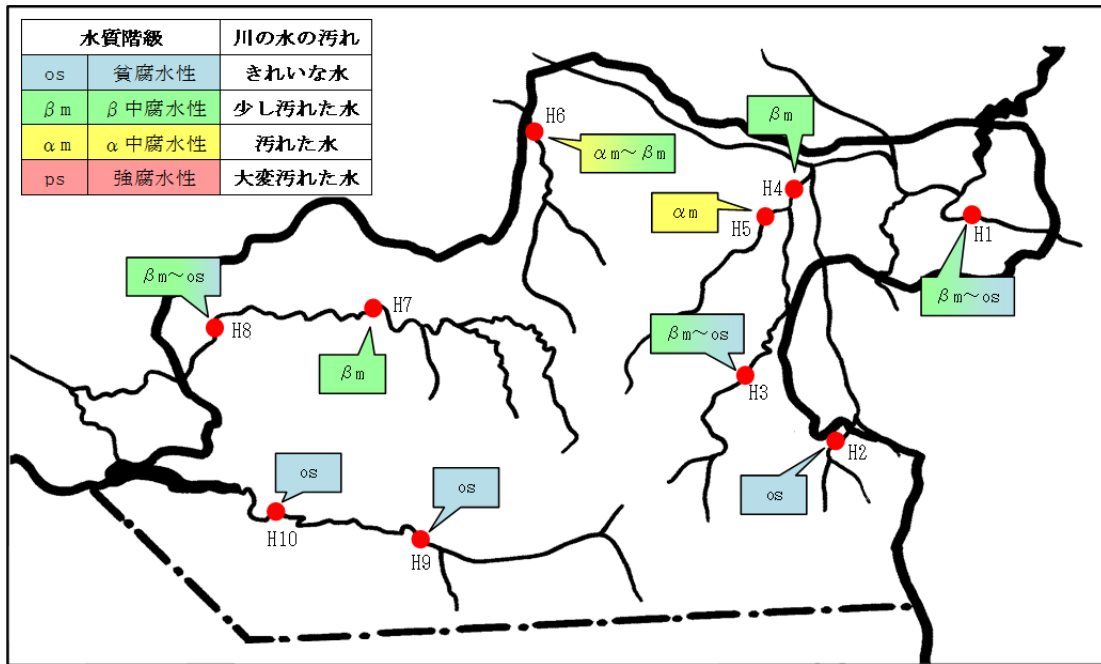 水質階級 川の水の汚れ
os 貧腐水性 きれいな水
βm β中腐水性 少し汚れた水
αm α中腐水性 汚れた水
ps 強腐水性 大変汚れた水
H6
αm～βm
βm
H4
αm
H5
H1
βm～os
βm～os
H8
H7
βm
βm～os
H3
H2
os
os
H10
os
H9